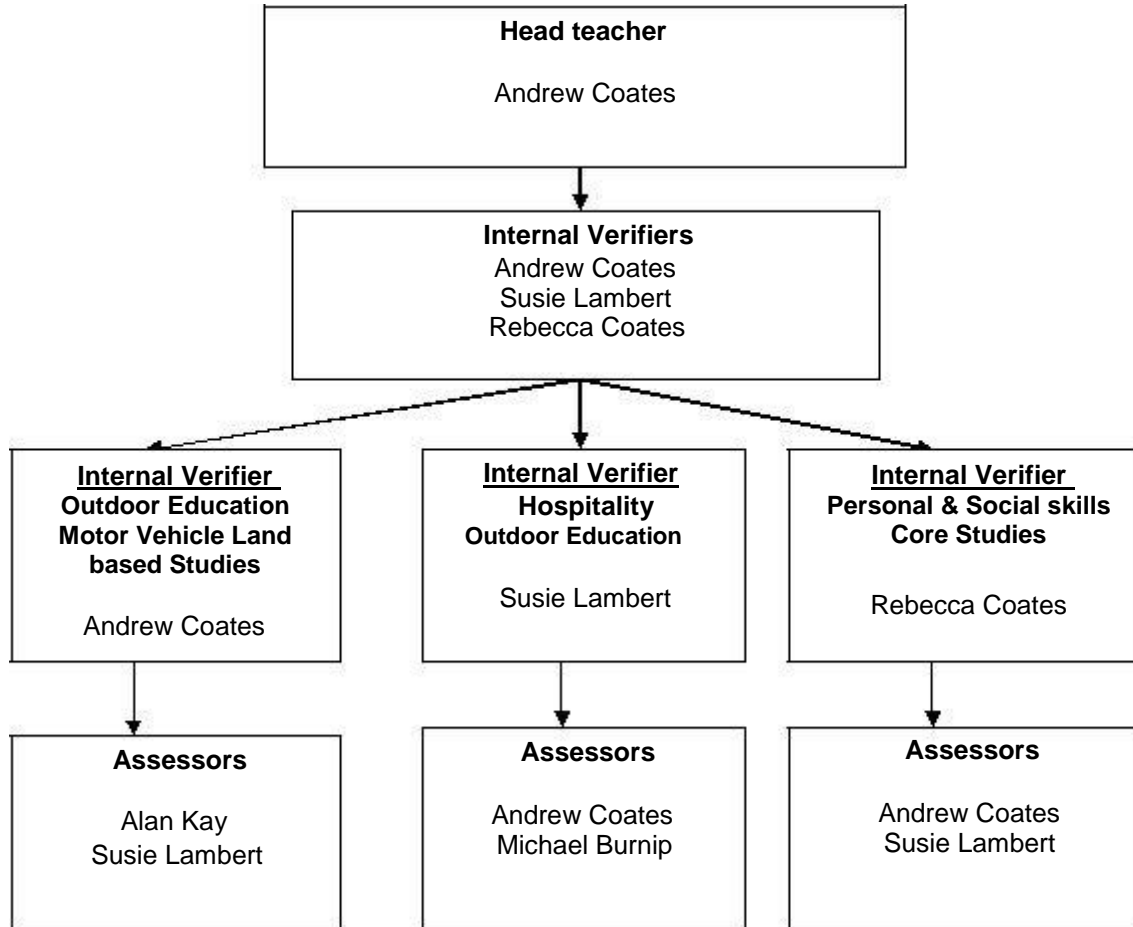 Head teacher
Andrew Coates
Internal Verifiers
Andrew Coates
Susie Lambert
Rebecca Coates
Internal Verifier
Outdoor Education
Motor Vehicle Land
based Studies
Andrew Coates
Internal Verifier
Hospitality
Outdoor Education
Susie Lambert
Internal Verifier
Personal & Social skills
Core Studies
Rebecca Coates
Assessors
Alan Kay
Susie Lambert
Assessors
Andrew Coates
Michael Burnip
Assessors
Andrew Coates
Susie Lambert